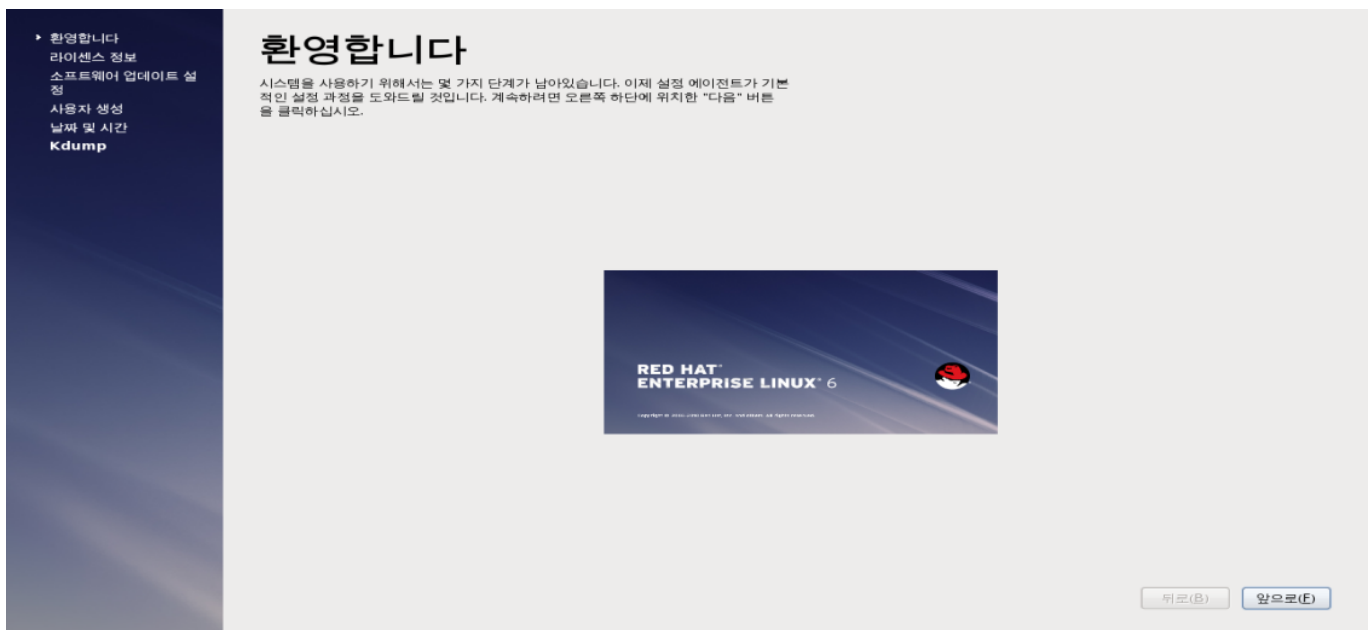 환영합니다
라이센스 정보
소프트웨어 업데이트 설
정
사용자 생성
날짜 및 시간
Kdump
환영합니다
시스템을 사용하기 위해서는 몇 가지 단계가 남아있습니다. 이제 설정 에이전트가 기본
적인 설정 과정을 도와드릴 것입니다. 계속하려면 오른쪽 하단에 위치한 "다음" 버튼
을 클릭하십시오.
RED HAT
ENTERPRISE LINUX 6
뒤로(B)
앞으로(F)